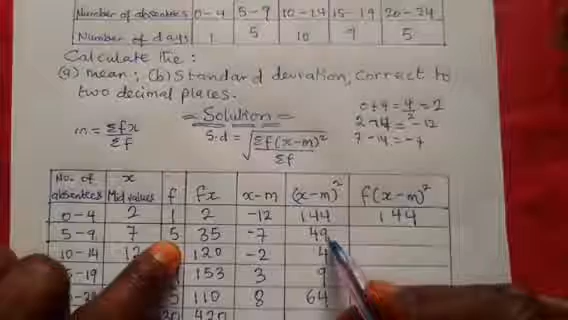 Number of absentees 0-4 5-9 10-14 15-19 20-24
Number of days 1 5 10 9 5
Calculate the:
(a) mean; (b) Standard deviation, correct to
two decimal places.
= Solution =
0+4 = 4/2 = 2
2-14 = -12
7-14 = -7
m = Σfx/Σf
S.d = √Σf(x-m)²/Σf
No. of absentees x Mid values f fx x-m (x-m)² f(x-m)²
0-4 2 1 2 -12 144 144
5-9 7 5 35 -7 49
10-14 120 -2 4
-19 153 3 9
110 8 64
420